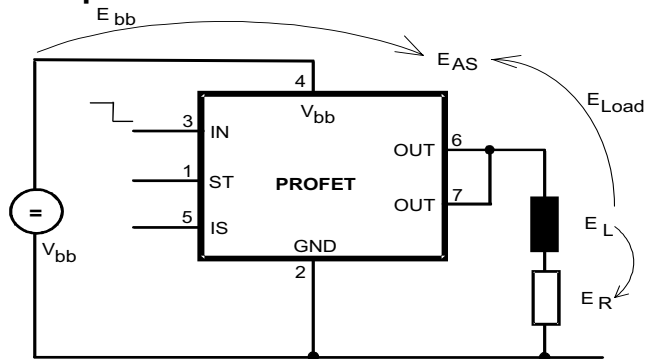 E bb
E AS
E Load
4
V bb
3 IN
OUT 6
1 ST
PROFET
5 IS
OUT 7
=
V bb
GND
2
E L
E R